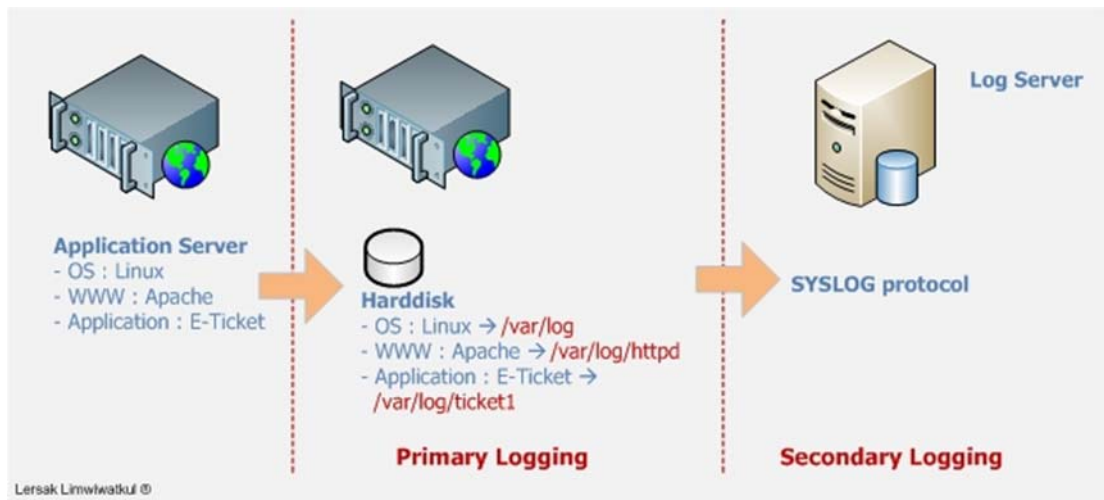 Application Server
- OS : Linux
- WWW : Apache
- Application : E-Ticket
Harddisk
- OS : Linux → /var/log
- WWW : Apache → /var/log/httpd
- Application : E-Ticket →
/var/log/ticket1
Primary Logging
Log Server
SYSLOG protocol
Secondary Logging
Lersak Limwiwatkul ®